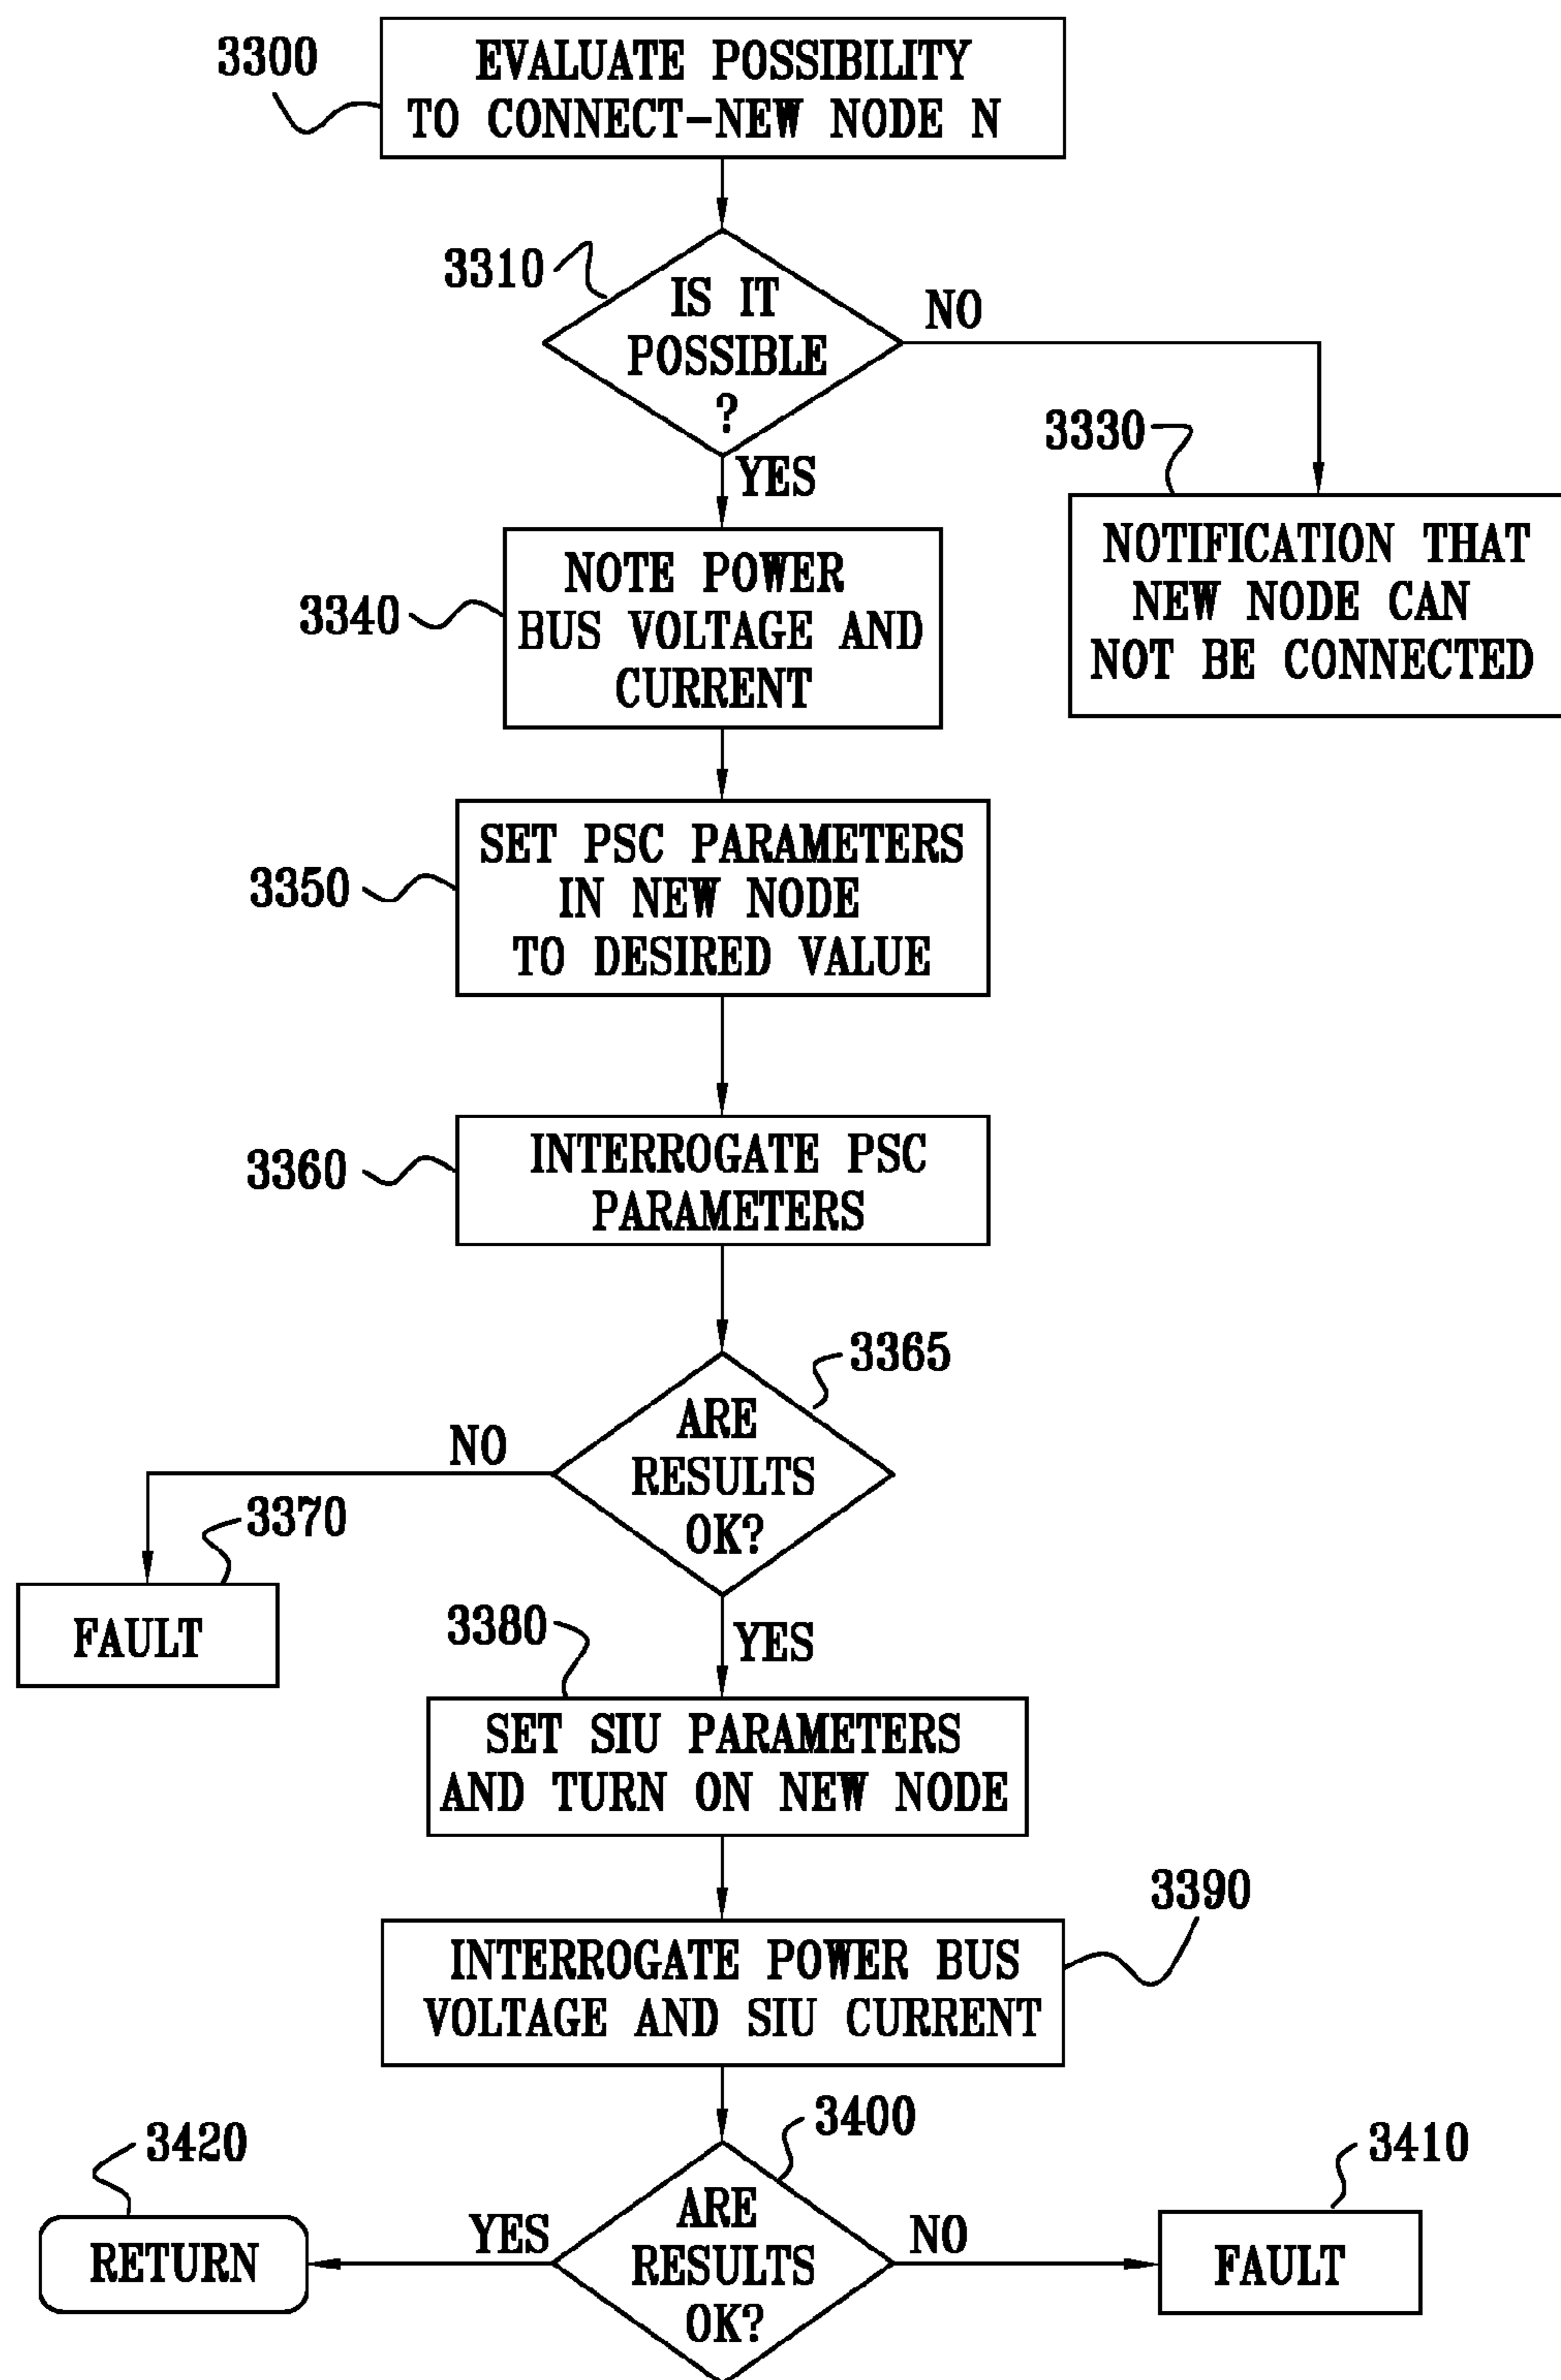 3300
EVALUATE POSSIBILITY
TO CONNECT-NEW NODE N
3310
IS IT
POSSIBLE
?
NO
YES
3330
NOTIFICATION THAT
NEW NODE CAN
NOT BE CONNECTED
3340
NOTE POWER
BUS VOLTAGE AND
CURRENT
3350
SET PSC PARAMETERS
IN NEW NODE
TO DESIRED VALUE
3360
INTERROGATE PSC
PARAMETERS
3365
ARE
RESULTS
OK?
NO
3370
FAULT
YES
3380
SET SIU PARAMETERS
AND TURN ON NEW NODE
3390
INTERROGATE POWER BUS
VOLTAGE AND SIU CURRENT
3400
ARE
RESULTS
OK?
YES
3420
RETURN
NO
3410
FAULT